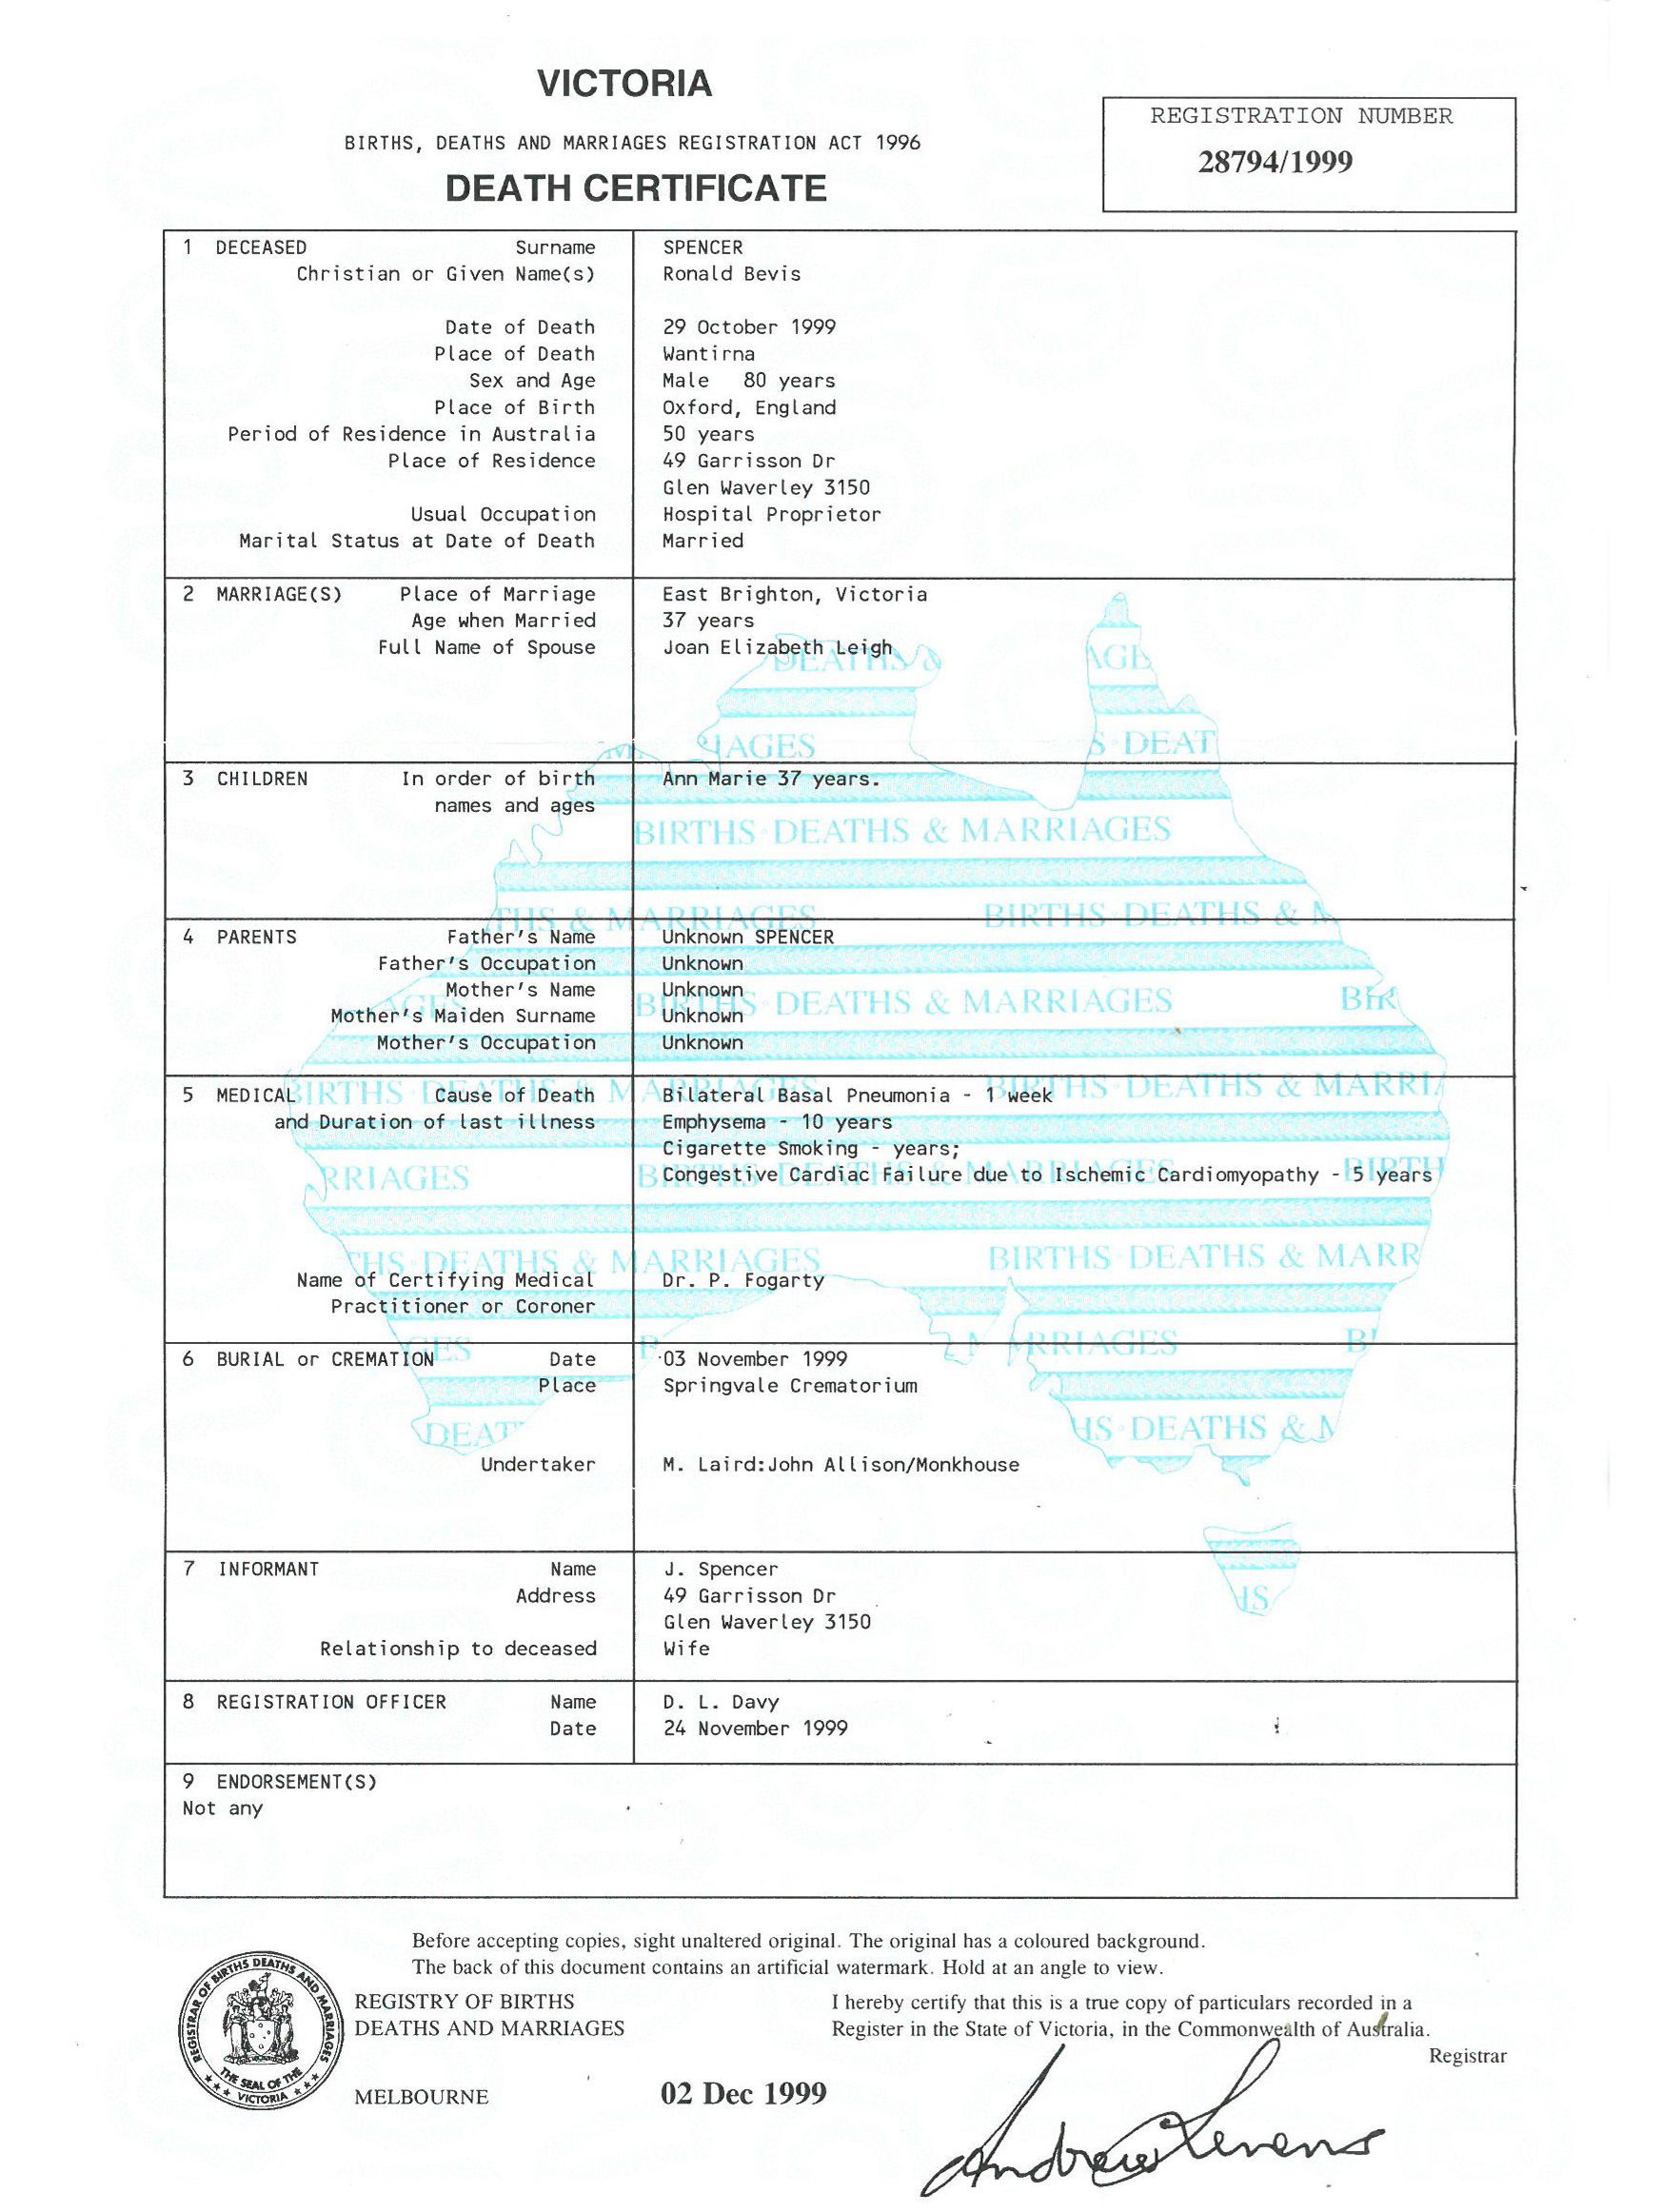 VICTORIA
BIRTHS, DEATHS AND MARRIAGES REGISTRATION ACT 1996
DEATH CERTIFICATE
REGISTRATION NUMBER
28794/1999
1 DECEASED Surname SPENCER
Christian or Given Name(s) Ronald Bevis
Date of Death 29 October 1999
Place of Death Wantirna
Sex and Age Male 80 years
Place of Birth Oxford, England
Period of Residence in Australia 50 years
Place of Residence 49 Garrisson Dr
Glen Waverley 3150
Usual Occupation Hospital Proprietor
Marital Status at Date of Death Married
2 MARRIAGE(S) Place of Marriage East Brighton, Victoria
Age when Married 37 years
Full Name of Spouse Joan Elizabeth Leigh
3 CHILDREN In order of birth Ann Marie 37 years.
names and ages
4 PARENTS Father's Name Unknown SPENCER
Father's Occupation Unknown
Mother's Name Unknown
Mother's Maiden Surname Unknown
Mother's Occupation Unknown
5 MEDICAL Cause of Death Bilateral Basal Pneumonia - 1 week
and Duration of last illness Emphysema - 10 years
Cigarette Smoking - years;
Congestive Cardiac Failure due to Ischemic Cardiomyopathy - 5 years
Name of Certifying Medical Dr. P. Fogarty
Practitioner or Coroner
6 BURIAL or CREMATION Date 03 November 1999
Place Springvale Crematorium
Undertaker M. Laird:John Allison/Monkhouse
7 INFORMANT Name J. Spencer
Address 49 Garrisson Dr
Glen Waverley 3150
Relationship to deceased Wife
8 REGISTRATION OFFICER Name D. L. Davy
Date 24 November 1999
9 ENDORSEMENT(S)
Not any
Before accepting copies, sight unaltered original. The original has a coloured background.
The back of this document contains an artificial watermark. Hold at an angle to view.
REGISTRAR OF BIRTHS DEATHS AND MARRIAGES
THE SEAL OF THE
VICTORIA
REGISTRY OF BIRTHS
DEATHS AND MARRIAGES
MELBOURNE
02 Dec 1999
I hereby certify that this is a true copy of particulars recorded in a
Register in the State of Victoria, in the Commonwealth of Australia.
Registrar